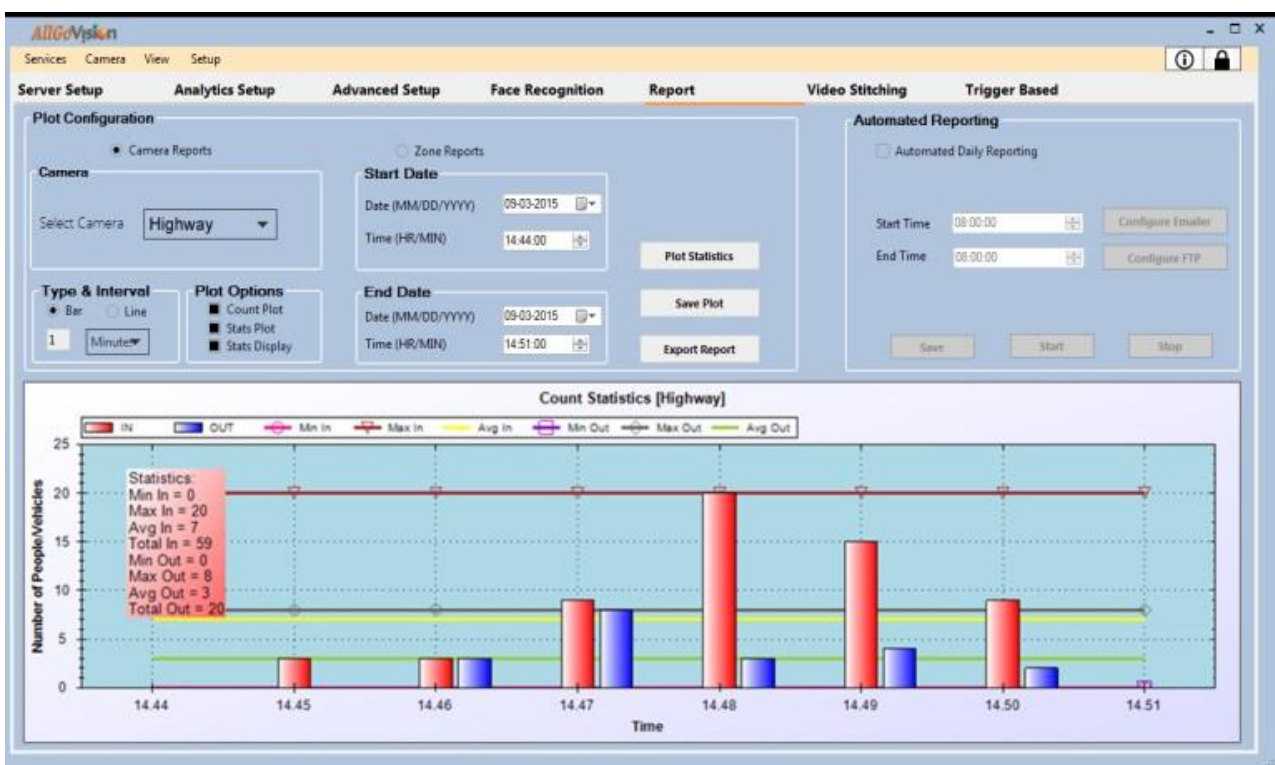 AllGoVision
Services Camera View Setup
Server Setup Analytics Setup Advanced Setup Face Recognition Report Video Stitching Trigger Based
Plot Configuration
Camera Reports Zone Reports
Camera
Select Camera Highway
Type & Interval
Bar Line
1 Minute
Plot Options
Count Plot
Stats Plot
Stats Display
Start Date
Date (MM/DD/YYYY) 09-03-2015
Time (HR/MIN) 14:44:00
End Date
Date (MM/DD/YYYY) 09-03-2015
Time (HR/MIN) 14:51:00
Plot Statistics
Save Plot
Export Report
Automated Reporting
Automated Daily Reporting
Start Time 08:00:00 Configure Emailer
End Time 08:00:00 Configure FTP
Save Start Stop
Count Statistics [Highway]
IN OUT Min In Max In Avg In Min Out Max Out Avg Out
Number of People/Vehicles
25
20
15
10
5
0
Statistics:
Min In = 0
Max In = 20
Avg In = 7
Total In = 59
Min Out = 0
Max Out = 8
Avg Out = 3
Total Out = 20
14.44 14.45 14.46 14.47 14.48 14.49 14.50 14.51
Time